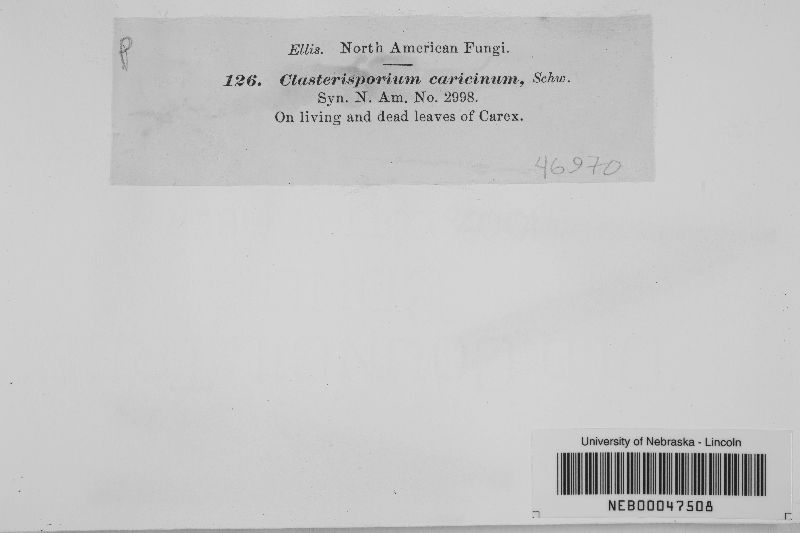 P
Ellis. North American Fungi.
126. Clasterisporium caricinum, Schw.
Syn. N. Am. No. 2998.
On living and dead leaves of Carex.
46970
University of Nebraska - Lincoln
NEB00047508